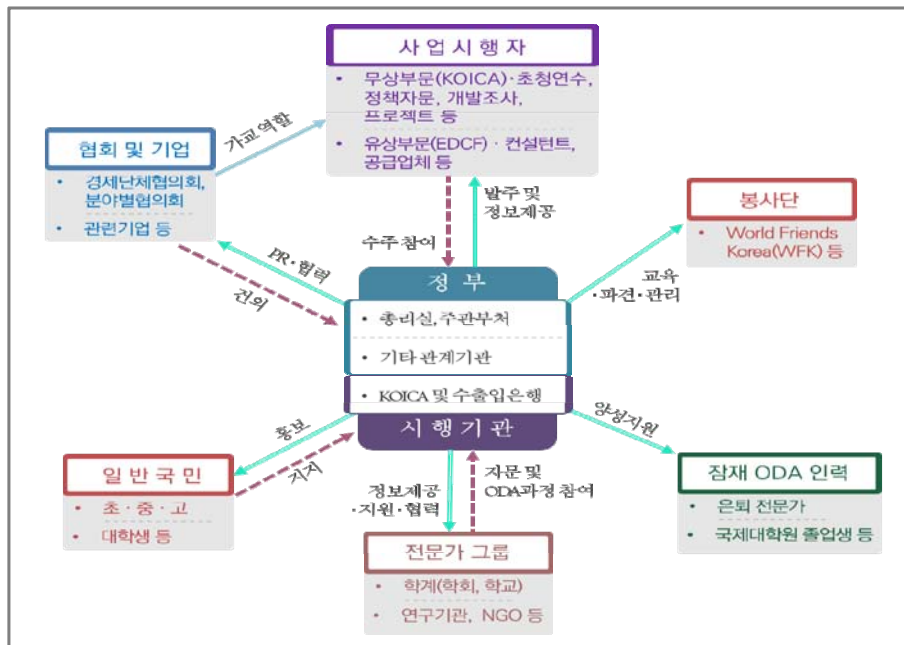 사업시행자
• 무상부문(KOICA)·초청연수,
정책자문, 개발조사,
프로젝트 등
• 유상부문(EDCF)·컨설턴트,
공급업체 등
가교역할
협회 및 기업
• 경세단체협의회,
분야별협의회
• 관련기업 등
발주 및
정보제공
수주 참여
봉사단
• World Friends
Korea(WFK) 등
PR·협력
건의
교육
·파견·관리
정 부
• 총리실, 주관부처
• 기타 관계기관
• KOICA 및 수출입은행
시행기관
홍보
지지
양성지원
일반국민
• 초·중·고
• 대학생 등
정보제공
·지원·협력
자문 및
ODA과정 참여
잠재 ODA 인력
• 은퇴 전문가
• 국제대학원 졸업생 등
전문가 그룹
• 학계(학회, 학교)
• 연구기관, NGO 등